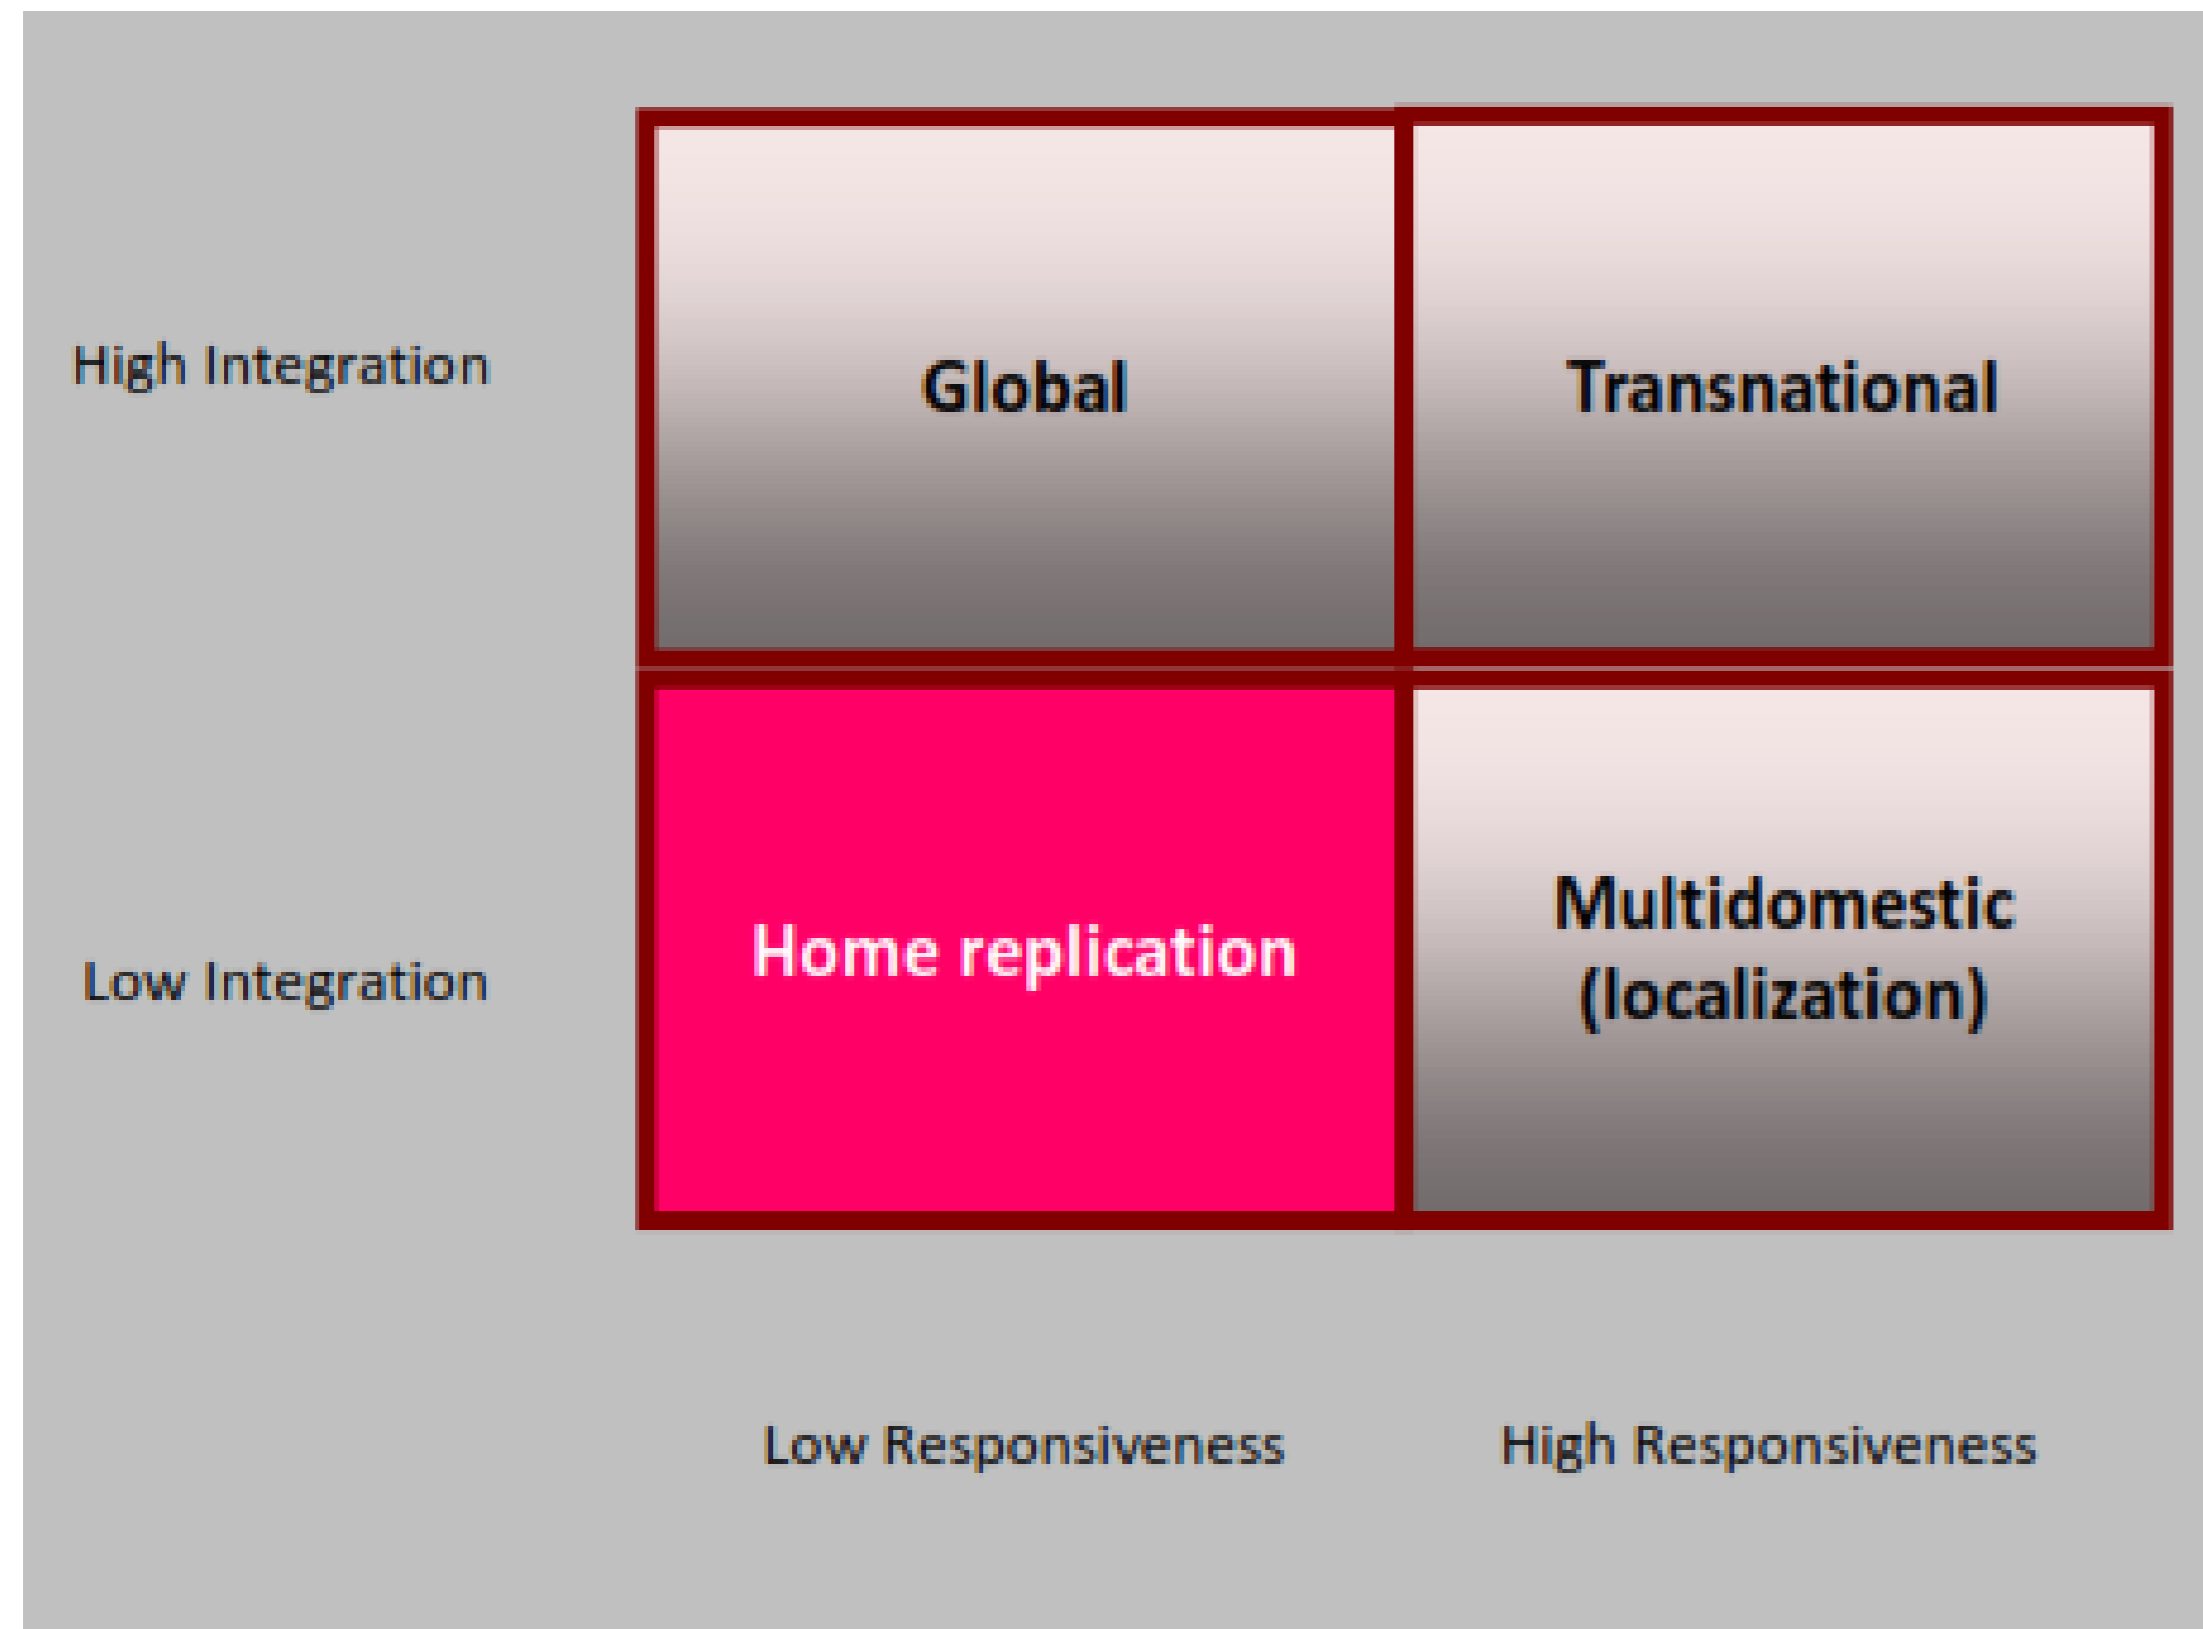 High Integration
Global
Transnational
Low Integration
Home replication
Multidomestic
(localization)
Low Responsiveness
High Responsiveness